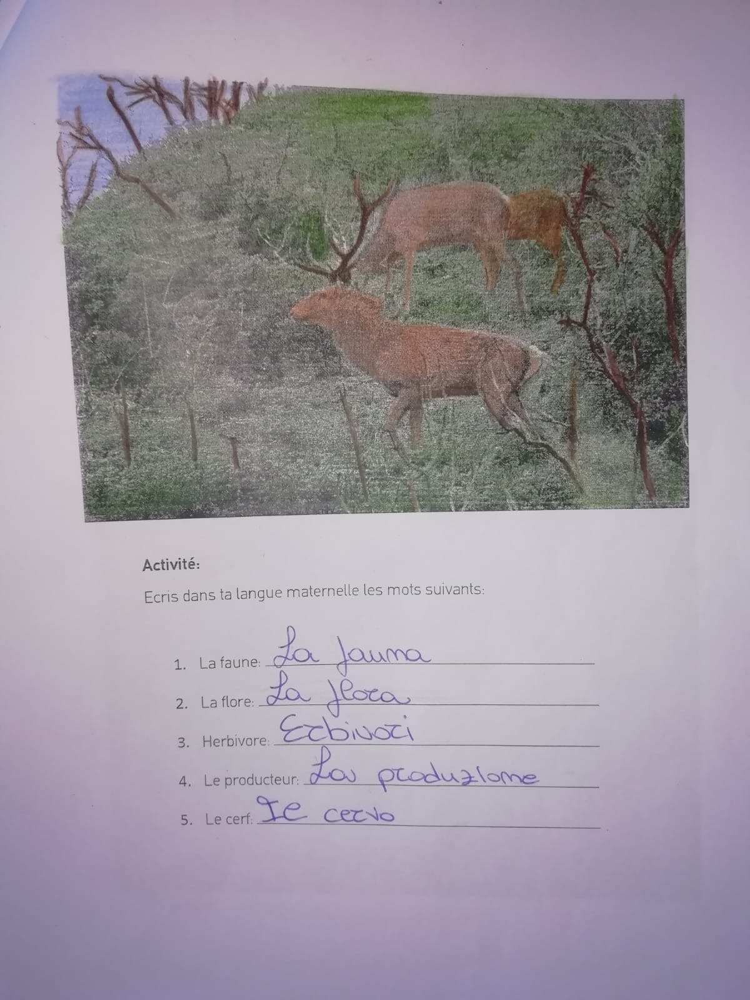 Activité:
Ecris dans ta langue maternelle les mots suivants:
1. La faune: La fauna
2. La flore: La flora
3. Herbivore: Erbivori
4. Le producteur: La produzione
5. Le cerf: Il cervo